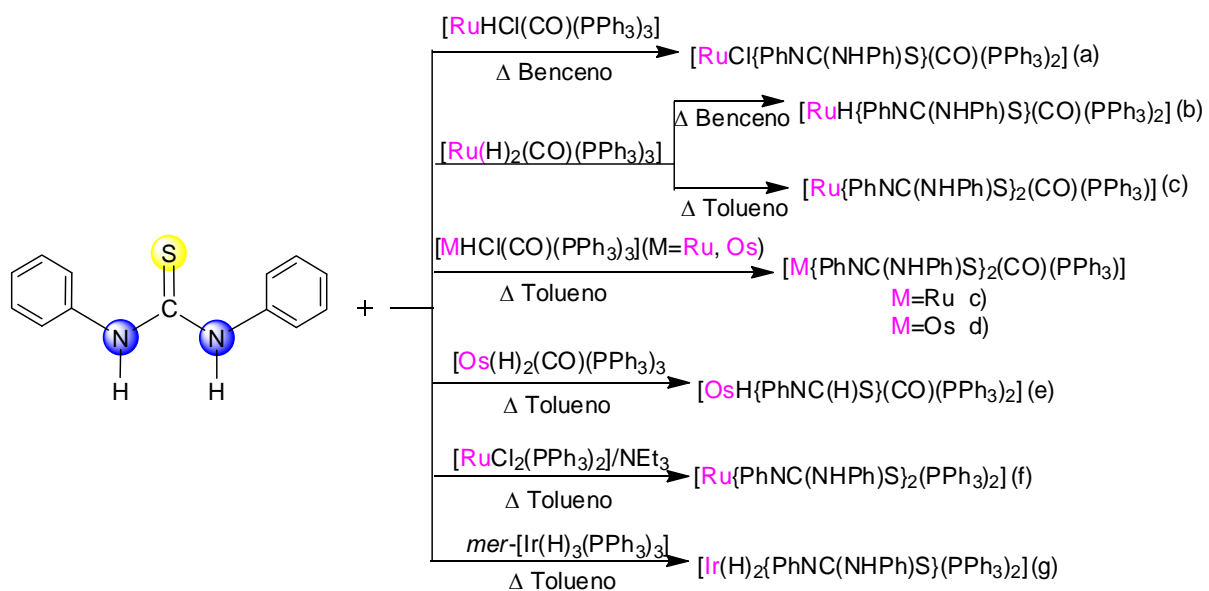 [RuHCl(CO)(PPh3)3]
Δ Benceno
[RuCl{PhNC(NHPh)S}(CO)(PPh3)2] (a)
Δ Benceno
[RuH{PhNC(NHPh)S}(CO)(PPh3)2] (b)
[Ru(H)2(CO)(PPh3)3]
Δ Tolueno
[Ru{PhNC(NHPh)S}2(CO)(PPh3)] (c)
S
C
N
N
H
H
+
[MHCl(CO)(PPh3)3](M=Ru, Os)
Δ Tolueno
[M{PhNC(NHPh)S}2(CO)(PPh3)]
M=Ru c)
M=Os d)
[Os(H)2(CO)(PPh3)3
Δ Tolueno
[OsH{PhNC(H)S}(CO)(PPh3)2] (e)
[RuCl2(PPh3)2]/NEt3
Δ Tolueno
[Ru{PhNC(NHPh)S}2(PPh3)2] (f)
mer-[Ir(H)3(PPh3)3]
Δ Tolueno
[Ir(H)2{PhNC(NHPh)S}(PPh3)2] (g)